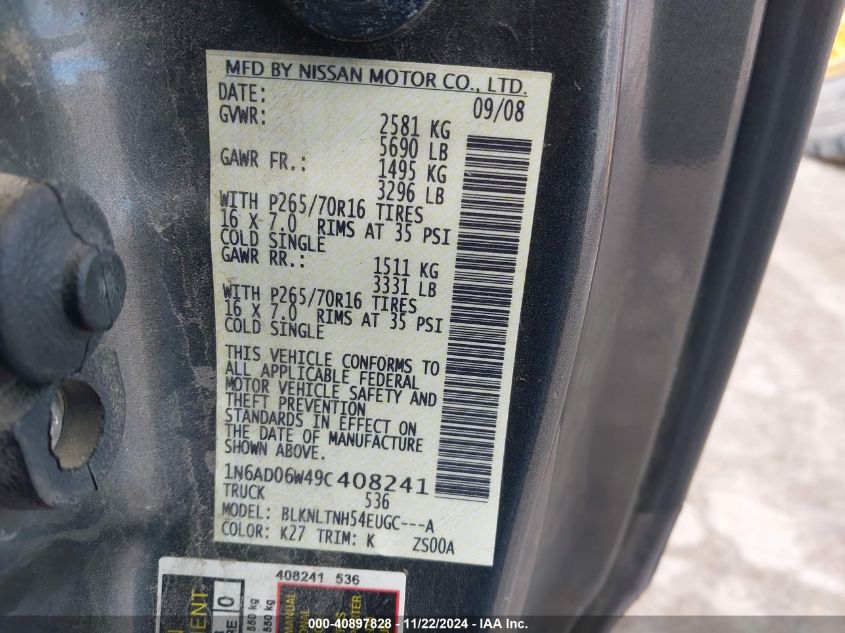 MFD BY NISSAN MOTOR CO., LTD.
DATE: 09/08
GVWR: 2581 KG
5690 LB
GAWR FR.: 1495 KG
3296 LB
WITH P265/70R16 TIRES
16 X 7.0 RIMS AT 35 PSI
COLD SINGLE
GAWR RR.: 1511 KG
3331 LB
WITH P265/70R16 TIRES
16 X 7.0 RIMS AT 35 PSI
COLD SINGLE
THIS VEHICLE CONFORMS TO
ALL APPLICABLE FEDERAL
MOTOR VEHICLE SAFETY AND
THEFT PREVENTION
STANDARDS IN EFFECT ON
THE DATE OF MANUFACTURE
SHOWN ABOVE.
1N6AD06W49C408241
TRUCK 536
MODEL: BLKNLTNH54EUGC---A
COLOR: K27 TRIM: K ZS00A
408241 536
MANUAL
000-40897828 - 11/22/2024 - IAAI.com